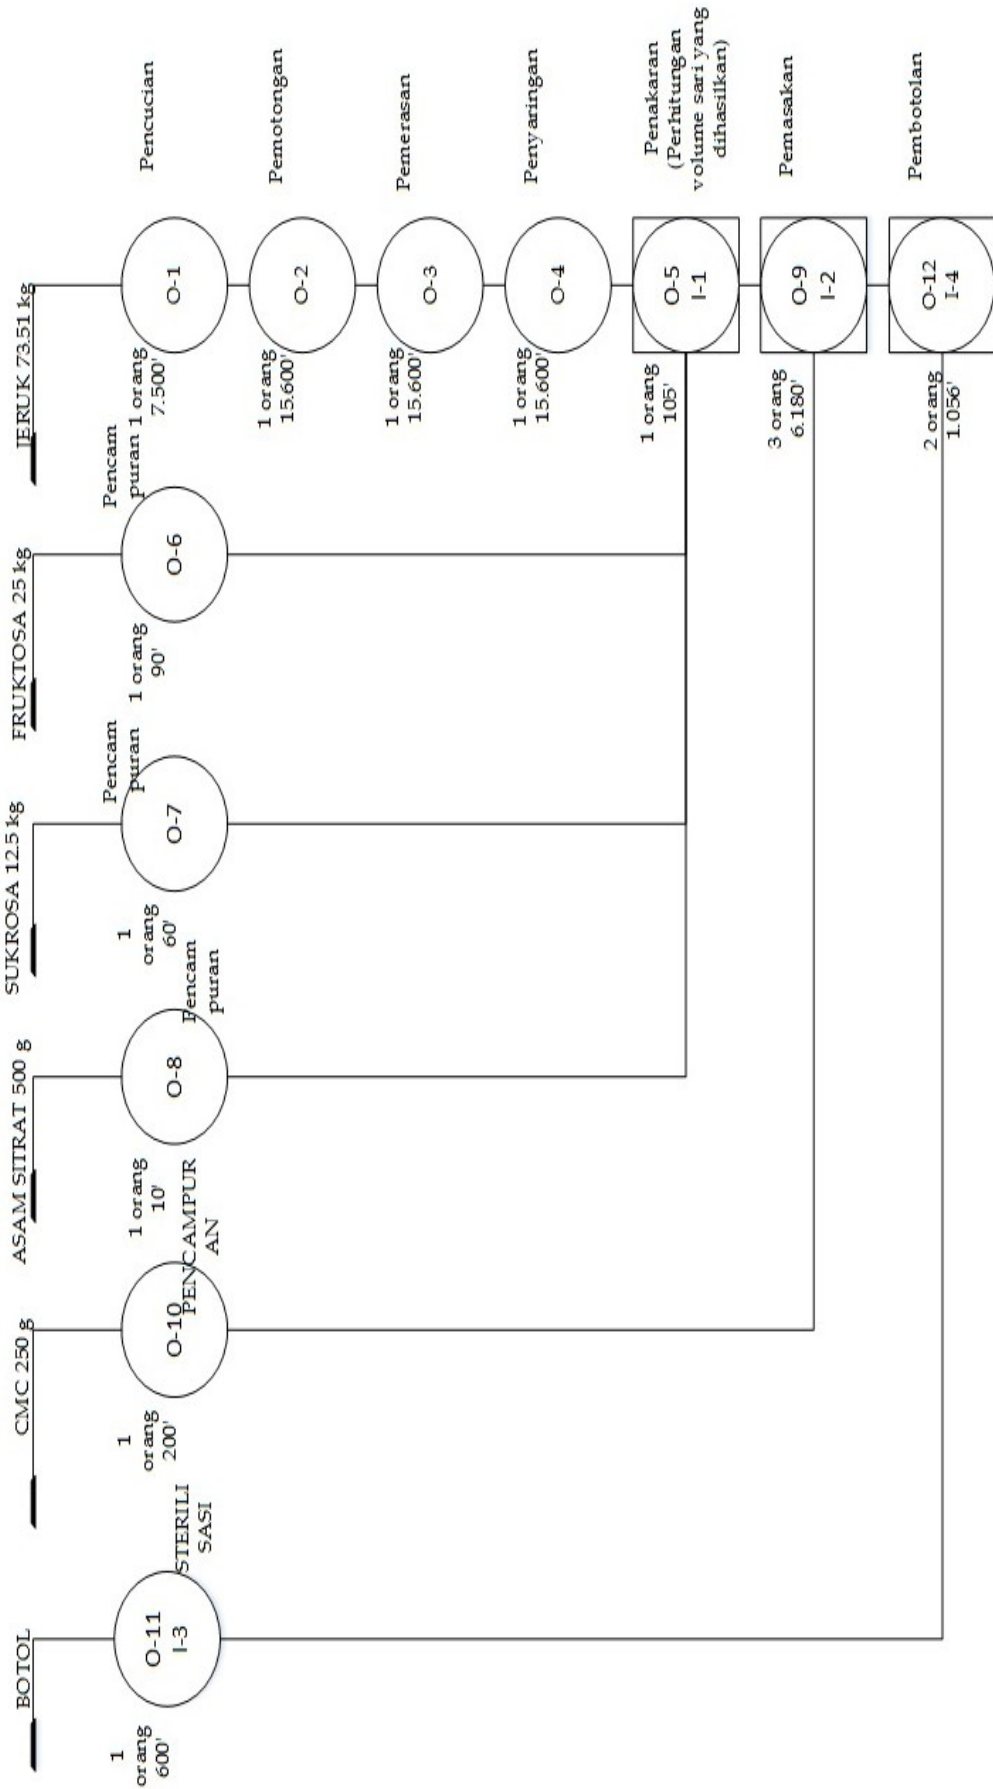 BOTOL
CMC 250 g
ASAM SITRAT 500 g
SUKROSA 12.5 kg
FRUKTOSA 25 kg
JERUK 73.51 kg
1
orang
600'
O-11
I-3
STERILI
SASI
1
orang
200'
O-10
PENCAMPUR
AN
1 orang
10'
O-8
Pencam
puran
1
orang
60'
O-7
Pencam
puran
1 orang
90'
O-6
Pencam
puran
1 orang
7.500'
O-1
Pencucian
1 orang
15.600'
O-2
Pemotongan
1 orang
15.600'
O-3
Pemerasan
1 orang
15.600'
O-4
Penyaringan
1 orang
105'
O-5
I-1
Penakaran
(Perhitungan
volume sari yang
dihasilkan)
3 orang
6.180'
O-9
I-2
Pemasakan
2 orang
1.056'
O-12
I-4
Pembotolan